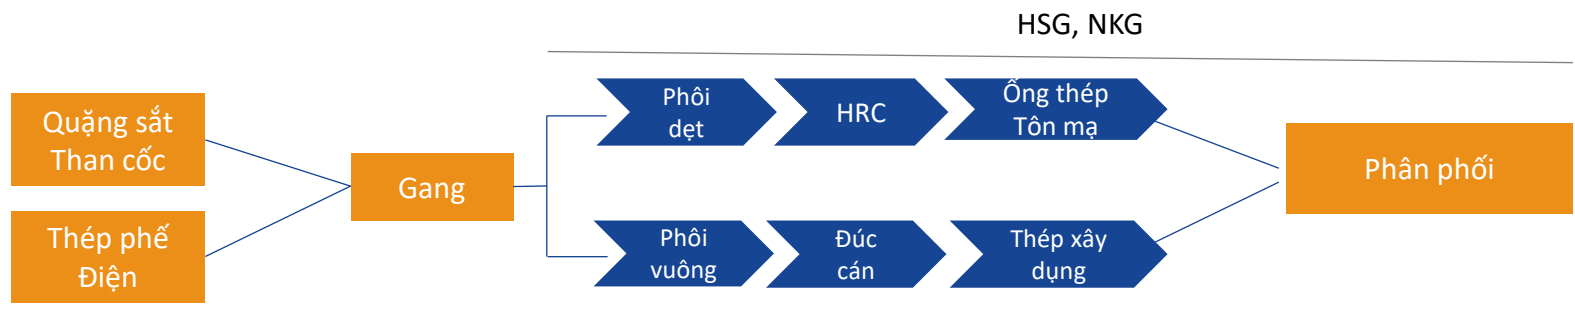 HSG, NKG
Quặng sắt
Than cốc
Thép phế
Điện
Gang
Phôi
dẹt
HRC
Ống thép
Tôn mạ
Phôi
vuông
Đúc
cán
Thép xây
dụng
Phân phối